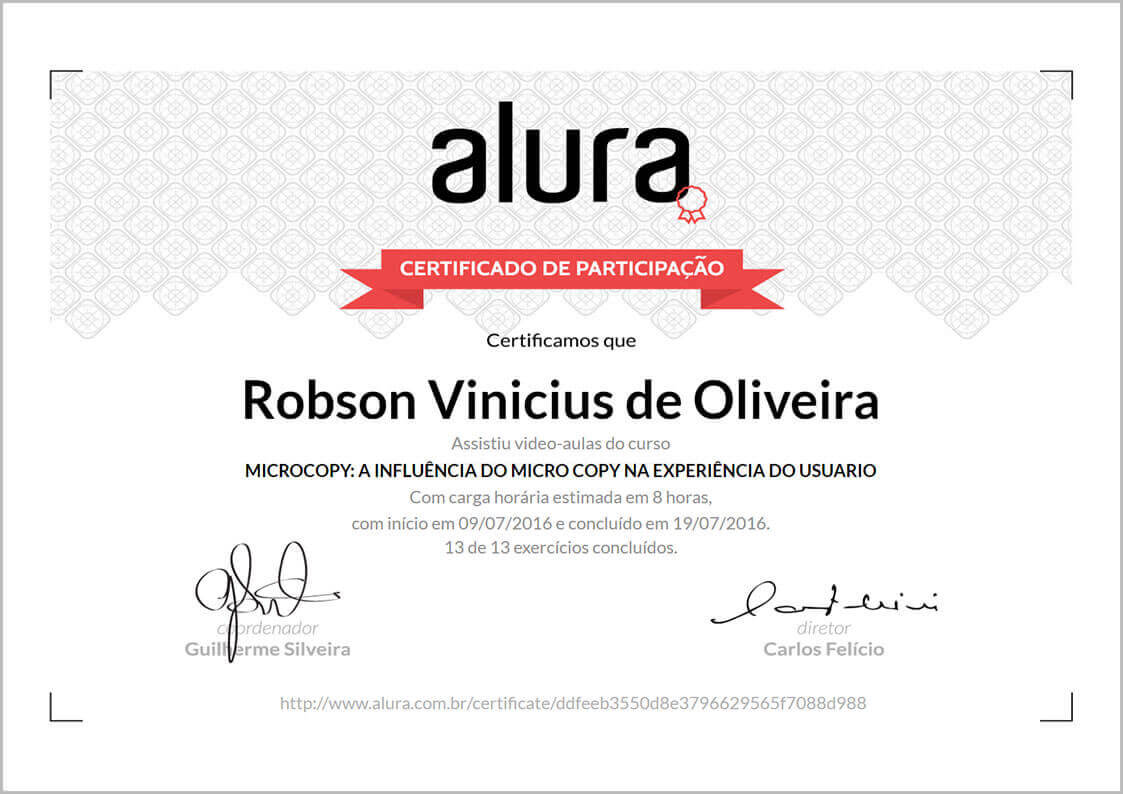 alura
CERTIFICADO DE PARTICIPAÇÃO
Certificamos que
Robson Vinicius de Oliveira
Assistiu video-aulas do curso
MICROCOPY: A INFLUÊNCIA DO MICRO COPY NA EXPERIÊNCIA DO USUARIO
Com carga horária estimada em 8 horas,
com início em 09/07/2016 e concluído em 19/07/2016.
13 de 13 exercícios concluídos.
coordenador
Guilherme Silveira
diretor
Carlos Felício
http://www.alura.com.br/certificate/ddfeeb3550d8e3796629565f7088d988